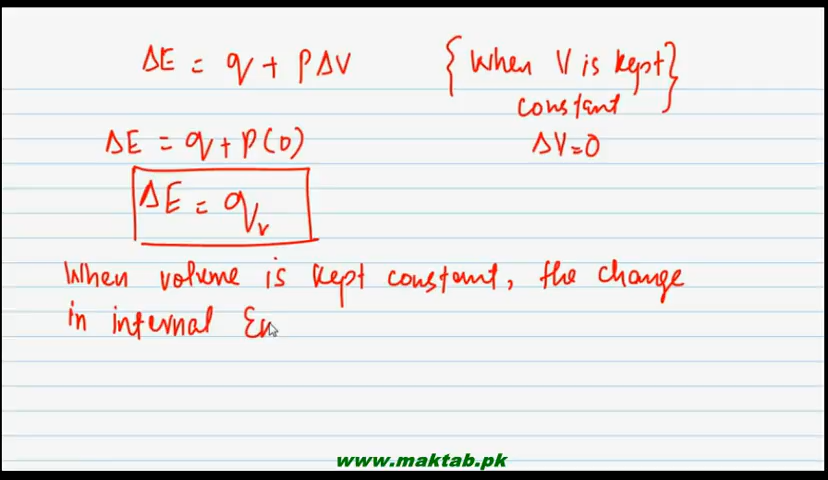 ΔE = q + PΔV {When V is kept}
constant
ΔE = q + P(0) ΔV=0
ΔE = qv
When volume is kept constant, the change
in internal En
www.maktab.pk